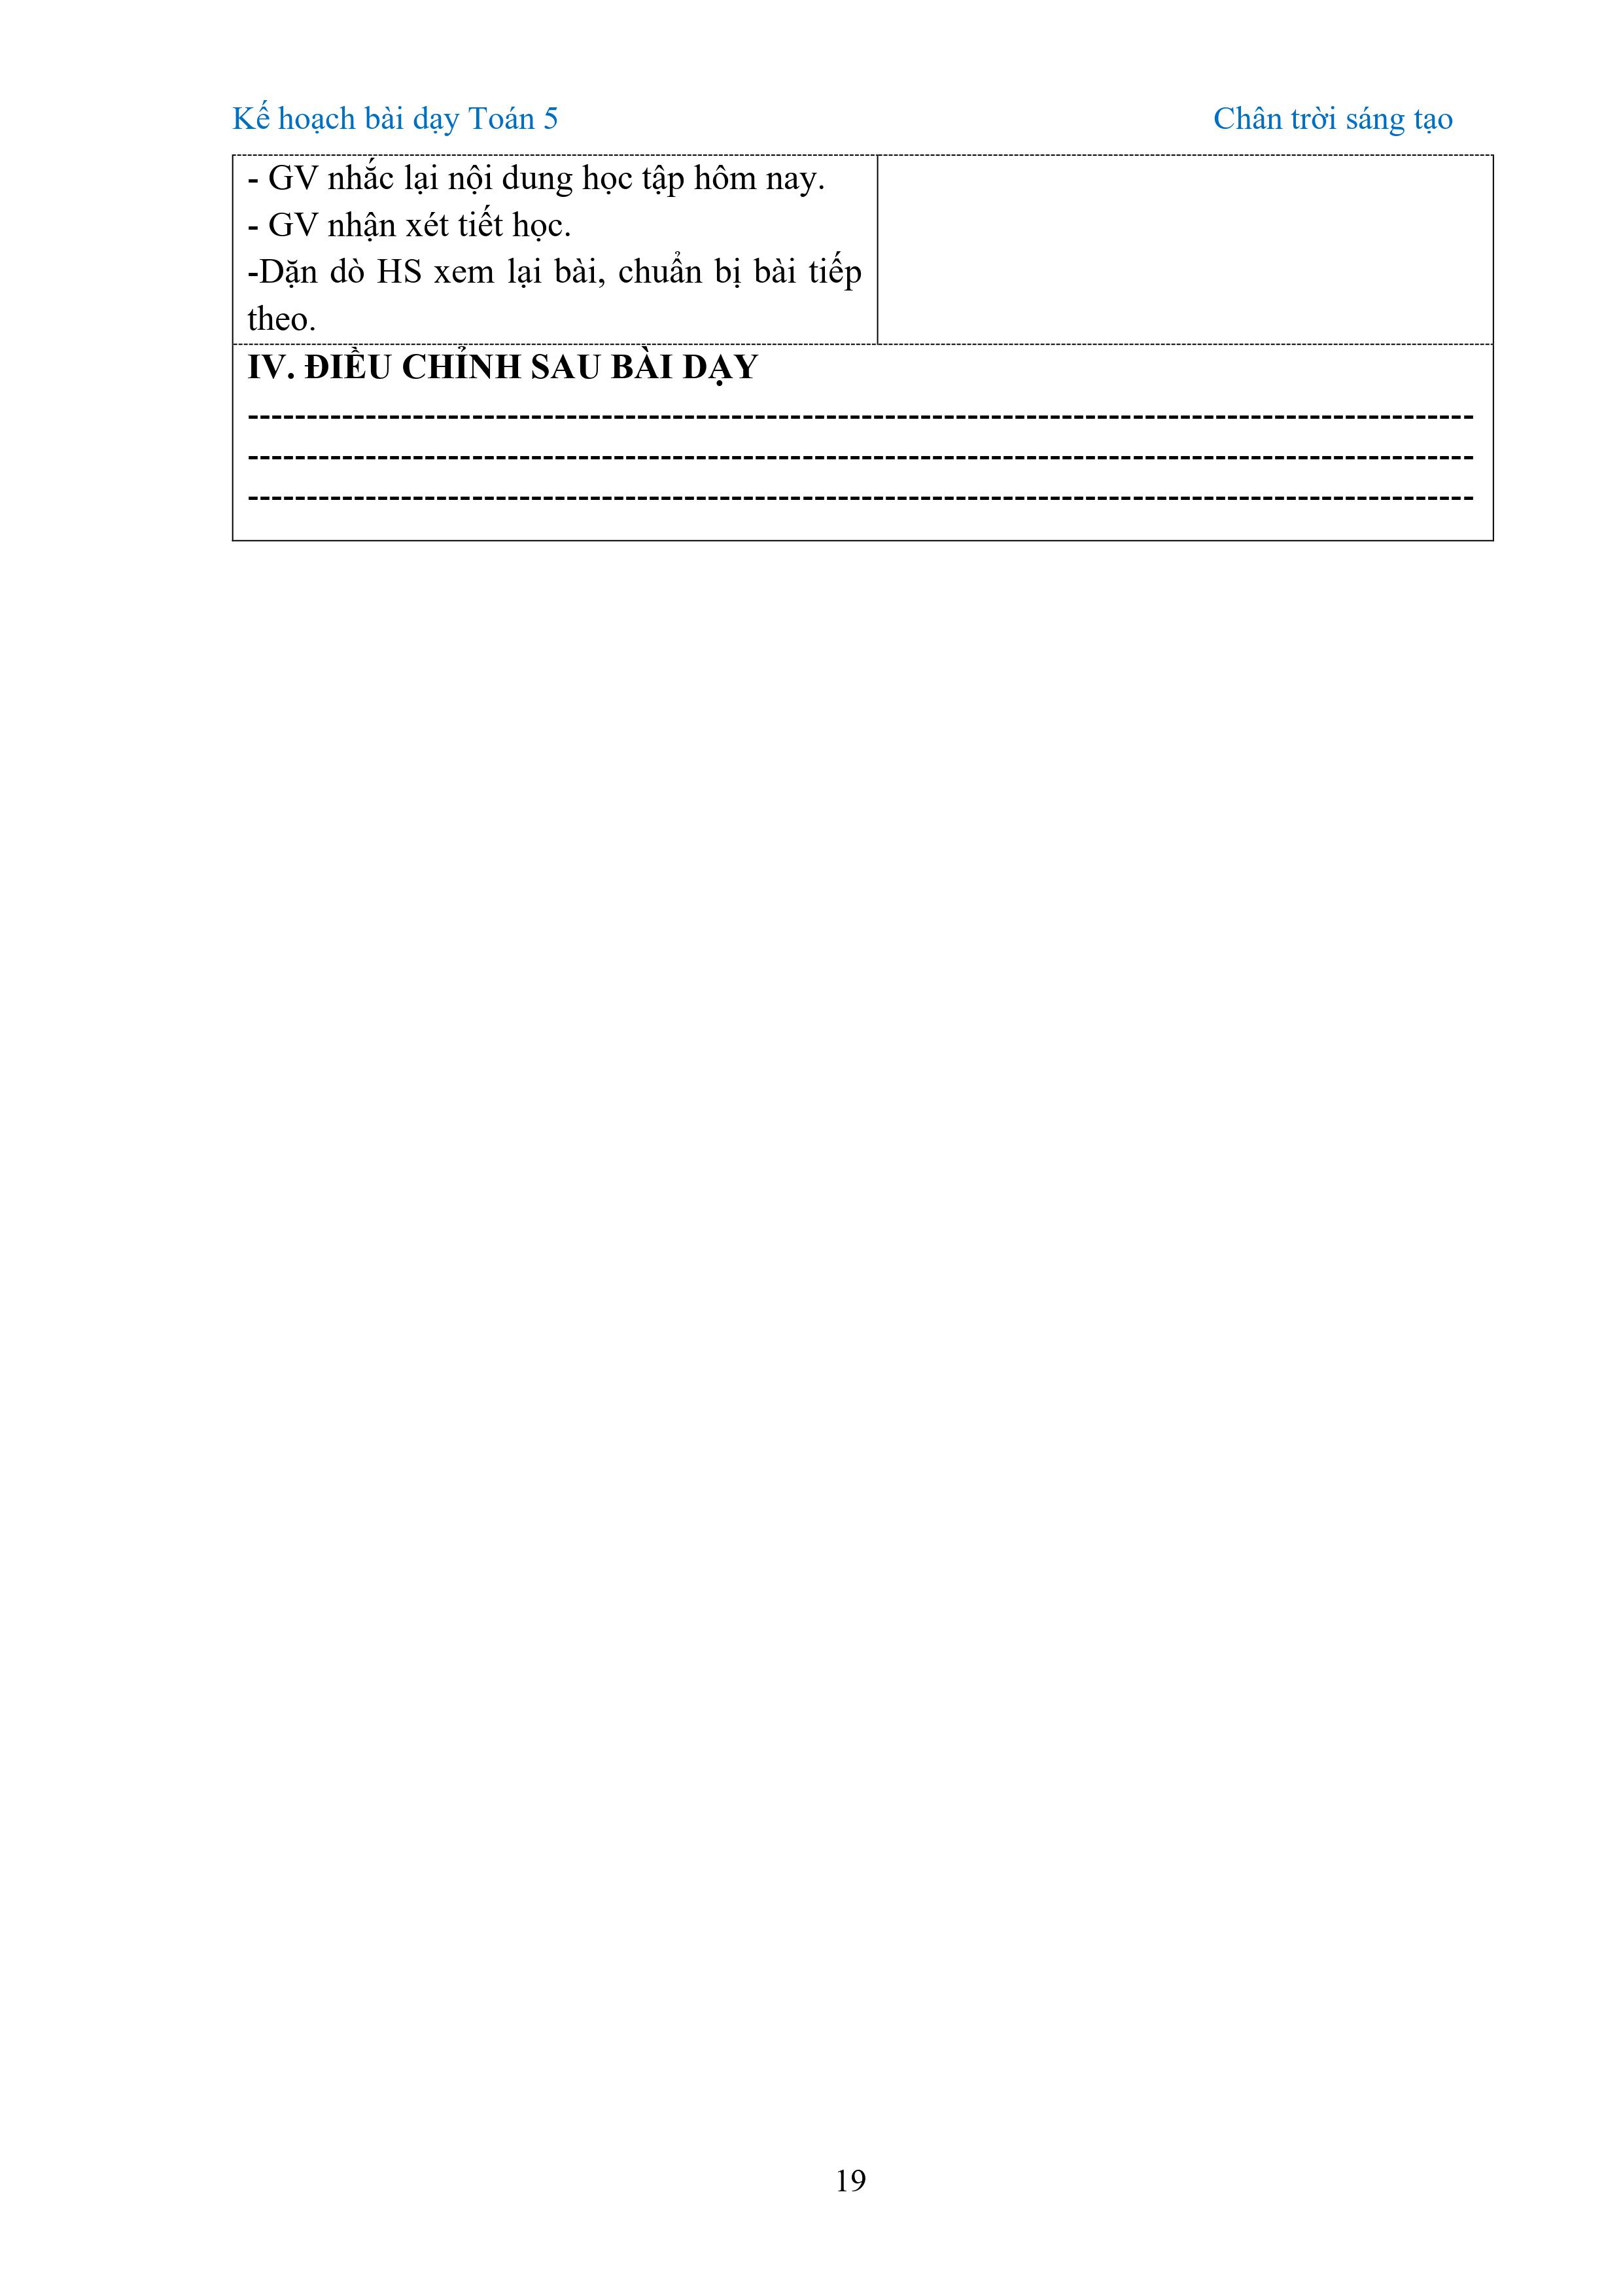 Kế hoạch bài dạy Toán 5 Chân trời sáng tạo
- GV nhắc lại nội dung học tập hôm nay.
- GV nhận xét tiết học.
-Dặn dò HS xem lại bài, chuẩn bị bài tiếp
theo.
IV. ĐIỀU CHỈNH SAU BÀI DẠY
19